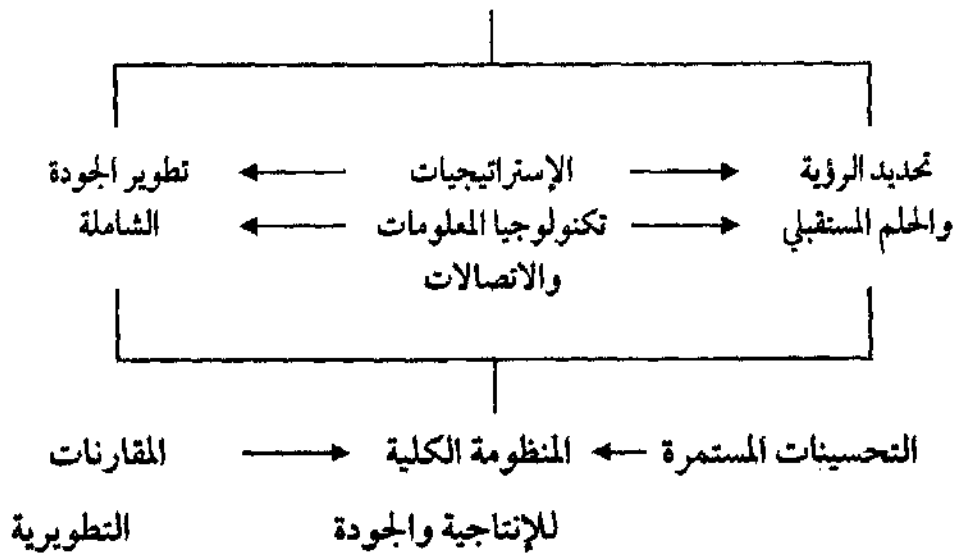 تحديد الرؤية الإستراتيجيات تطوير الجودة
والحلم المستقبلي تكنولوجيا المعلومات الشاملة
والاتصالات
التحسينات المستمرة المنظومة الكلية المقارنات
للإنتاجية والجودة التطويرية